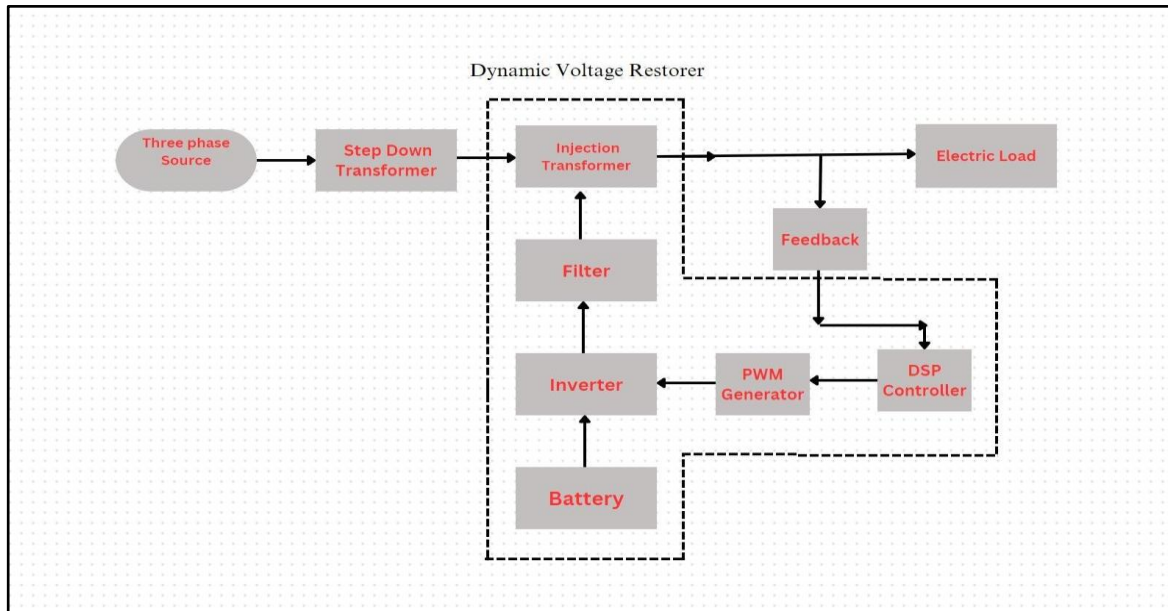 Dynamic Voltage Restorer
Three phase
Source
Step Down
Transformer
Injection
Transformer
Electric Load
Feedback
Filter
Inverter
PWM
Generator
DSP
Controller
Battery